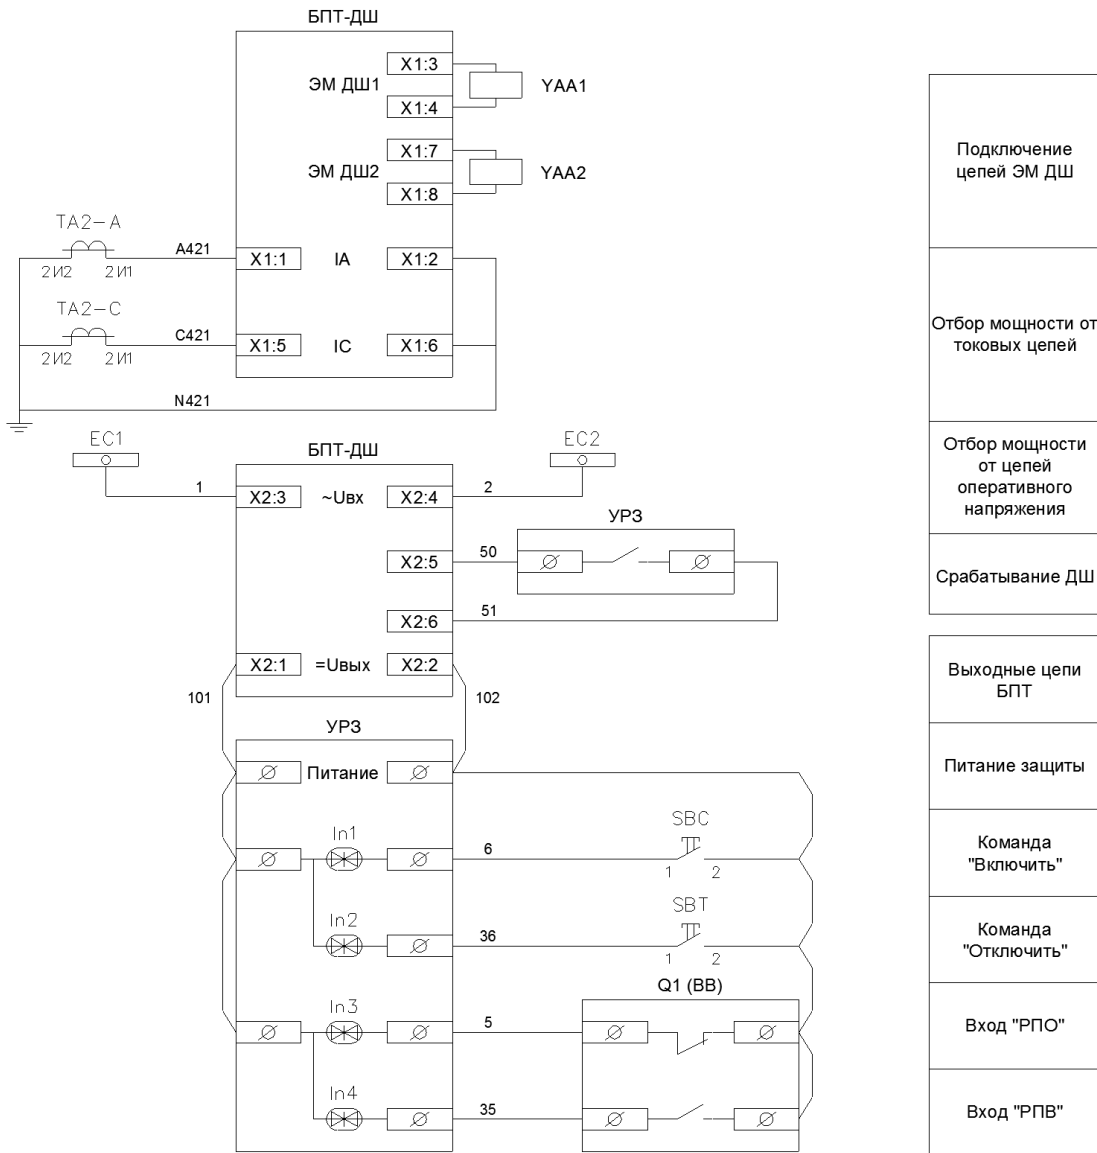 БПТ-ДШ
X1:3
ЭМ ДШ1
YAA1
X1:4
X1:7
ЭМ ДШ2
YAA2
X1:8
TA2-A
A421
X1:1
IA
X1:2
2И2
2И1
TA2-C
C421
X1:5
IC
X1:6
2И2
2И1
N421
EC1
EC2
БПТ-ДШ
1
X2:3
~Uвх
X2:4
2
УРЗ
X2:5
50
X2:6
51
X2:1
=Uвых
X2:2
101
102
УРЗ
Питание
In1
6
SBC
1
2
In2
36
SBT
1
2
Q1 (ВВ)
In3
5
In4
35
Подключение
цепей ЭМ ДШ
Отбор мощности от
токовых цепей
Отбор мощности
от цепей
оперативного
напряжения
Срабатывание ДШ
Выходные цепи
БПТ
Питание защиты
Команда
"Включить"
Команда
"Отключить"
Вход "РПО"
Вход "РПВ"